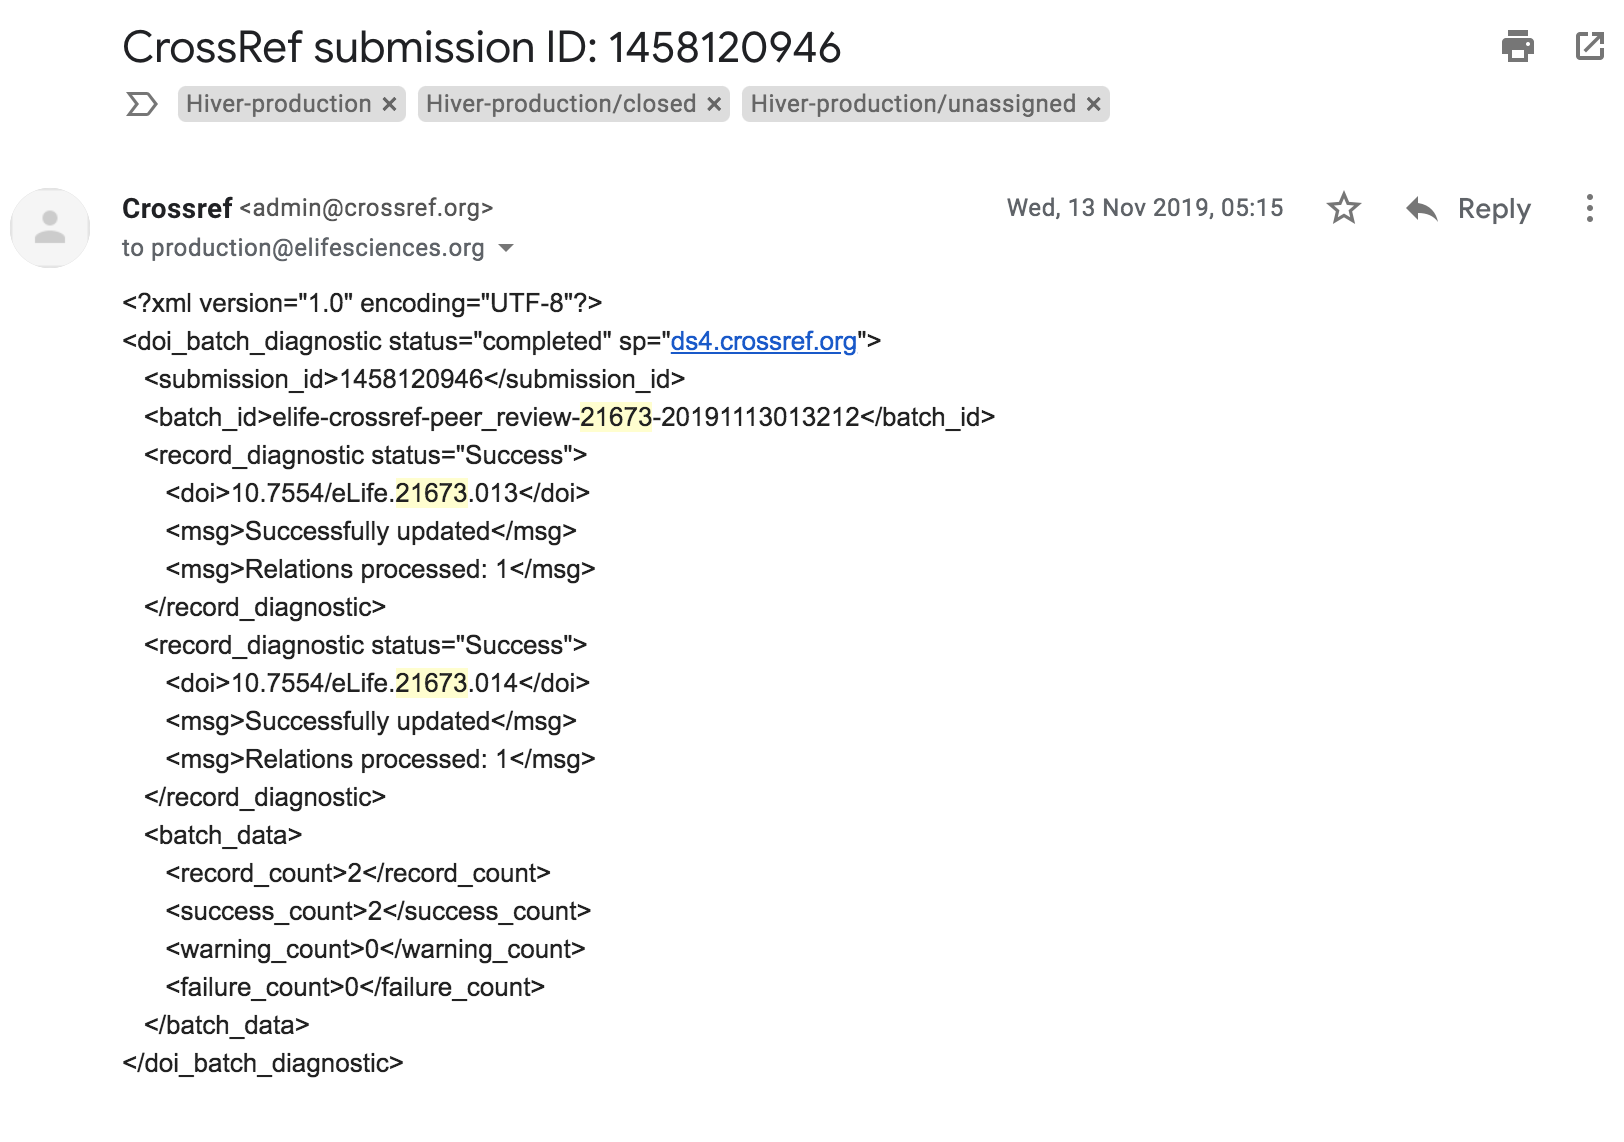 CrossRef submission ID: 1458120946
Hiver-production × Hiver-production/closed × Hiver-production/unassigned ×
Crossref <admin@crossref.org> Wed, 13 Nov 2019, 05:15 Reply
to production@elifesciences.org
<?xml version="1.0" encoding="UTF-8"?>
<doi_batch_diagnostic status="completed" sp="ds4.crossref.org">
<submission_id>1458120946</submission_id>
<batch_id>elife-crossref-peer_review-21673-20191113013212</batch_id>
<record_diagnostic status="Success">
<doi>10.7554/eLife.21673.013</doi>
<msg>Successfully updated</msg>
<msg>Relations processed: 1</msg>
</record_diagnostic>
<record_diagnostic status="Success">
<doi>10.7554/eLife.21673.014</doi>
<msg>Successfully updated</msg>
<msg>Relations processed: 1</msg>
</record_diagnostic>
<batch_data>
<record_count>2</record_count>
<success_count>2</success_count>
<warning_count>0</warning_count>
<failure_count>0</failure_count>
</batch_data>
</doi_batch_diagnostic>